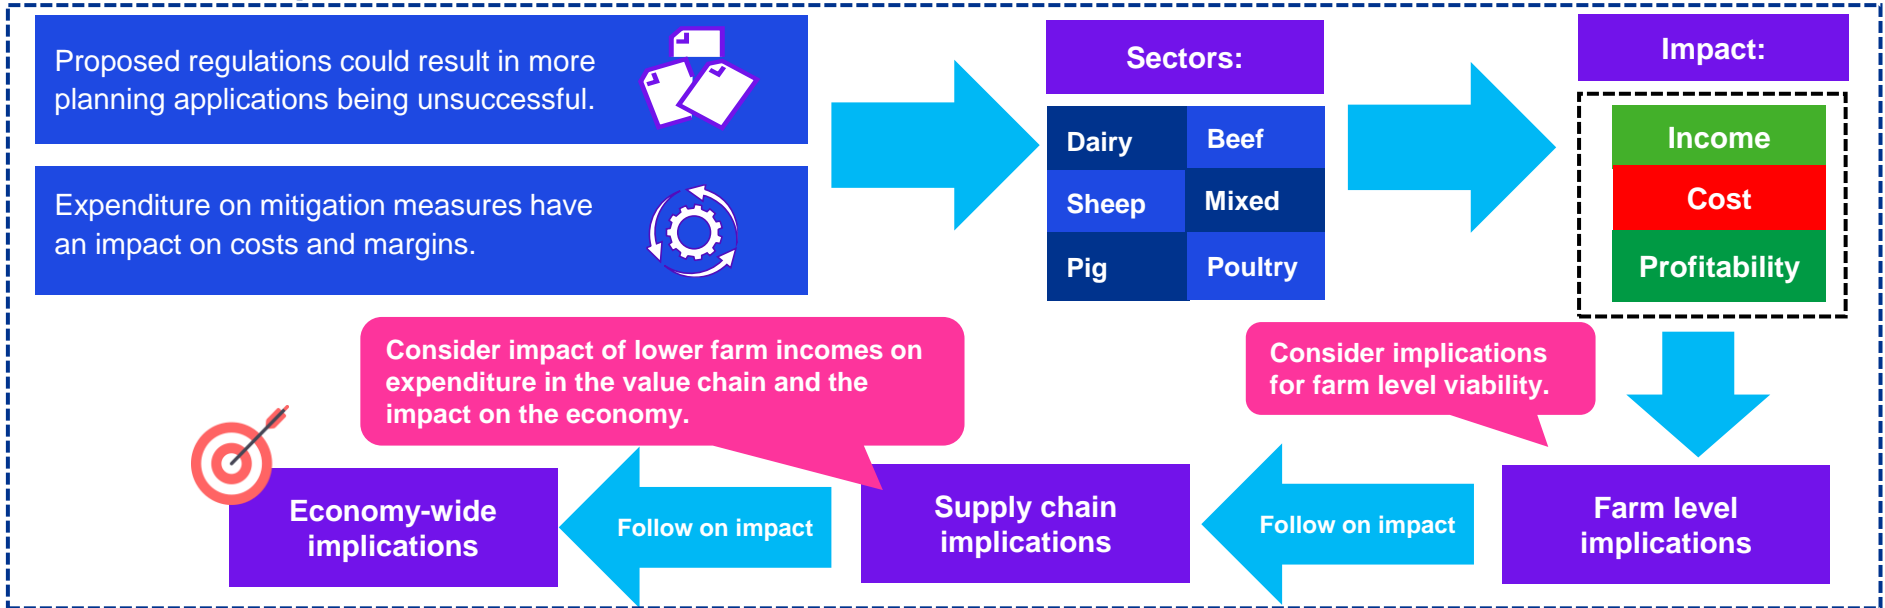 Proposed regulations could result in more
planning applications being unsuccessful.
Expenditure on mitigation measures have
an impact on costs and margins.
Sectors:
Dairy
Beef
Sheep
Mixed
Pig
Poultry
Impact:
Income
Cost
Profitability
Consider implications
for farm level viability.
Farm level
implications
Follow on impact
Consider impact of lower farm incomes on
expenditure in the value chain and the
impact on the economy.
Supply chain
implications
Follow on impact
Economy-wide
implications